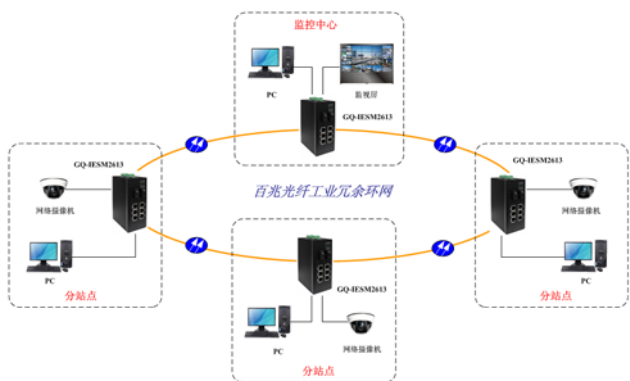 监控中心
PC
监视屏
GQ-IESM2613
GQ-IESM2613
网络摄像机
PC
分站点
百兆光纤工业冗余环网
GQ-IESM2613
网络摄像机
PC
分站点
GQ-IESM2613
PC
网络摄像机
分站点